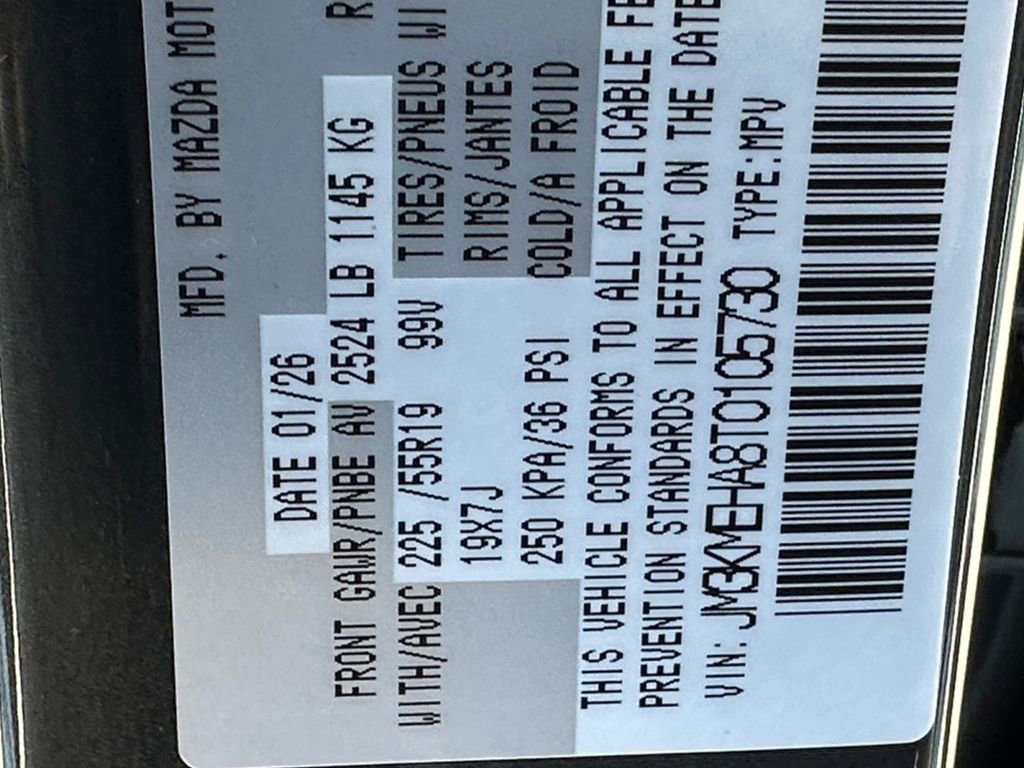 MFD. BY MAZDA MOT
DATE 01/26
FRONT GAWR/PNBE AV 2524 LB 1145 KG R
WITH/AVEC 225 /55R19 99V TIRES/PNEUS WI
19X7J RIMS/JANTES
250 KPA/36 PSI COLD/A FROID
THIS VEHICLE CONFORMS TO ALL APPLICABLE FE
PREVENTION STANDARDS IN EFFECT ON THE DATE
VIN: JM3KMEHA8T0105730 TYPE:MPV